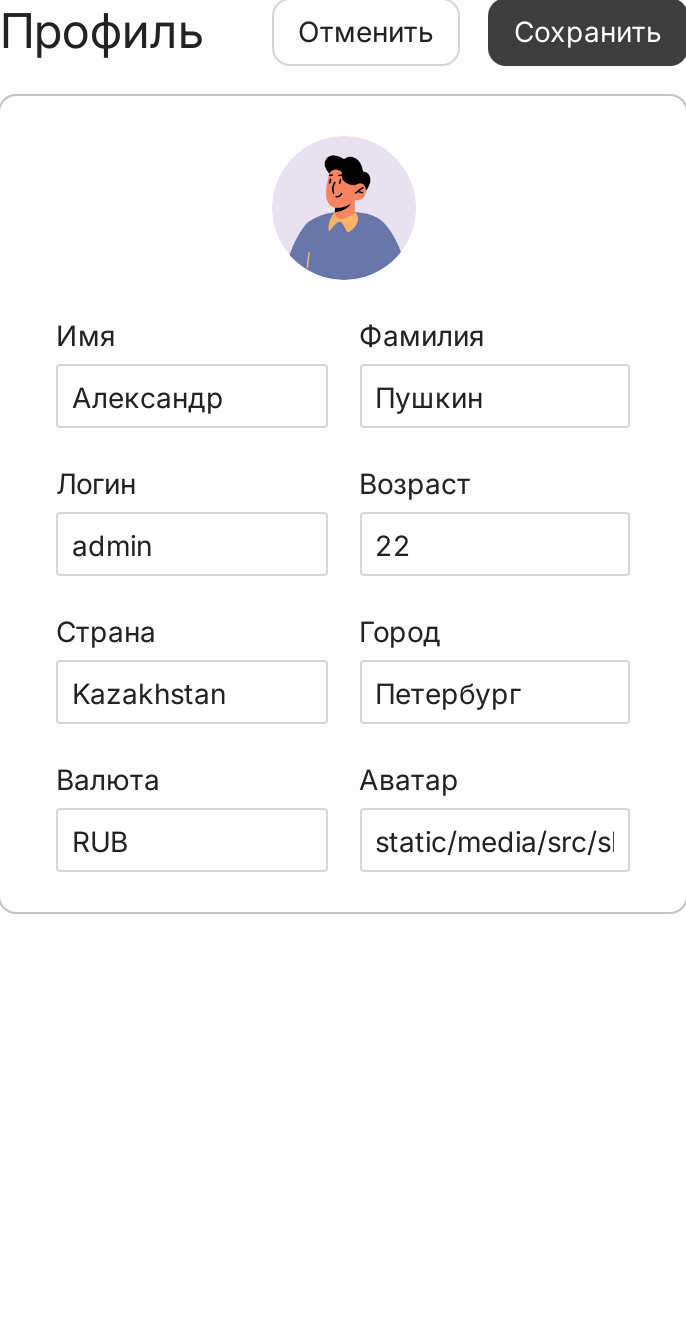 Профиль Отменить Сохранить
Имя Фамилия
Александр Пушкин
Логин Возраст
admin 22
Страна Город
Kazakhstan Петербург
Валюта Аватар
RUB static/media/src/s